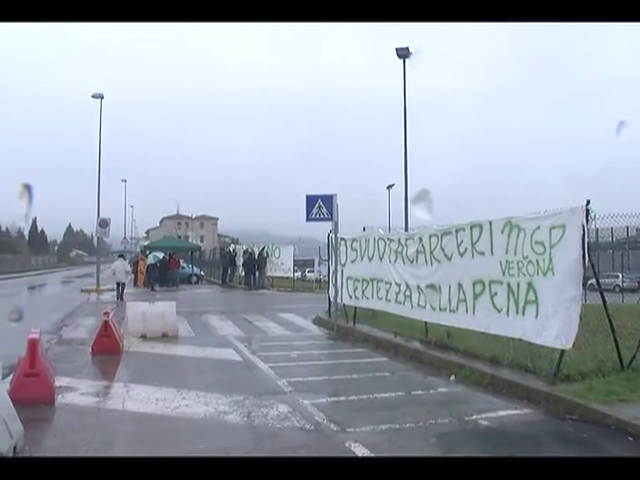 O SVUOTACARCERI MGP
VERONA
CERTEZZA DELLA PENA
NO